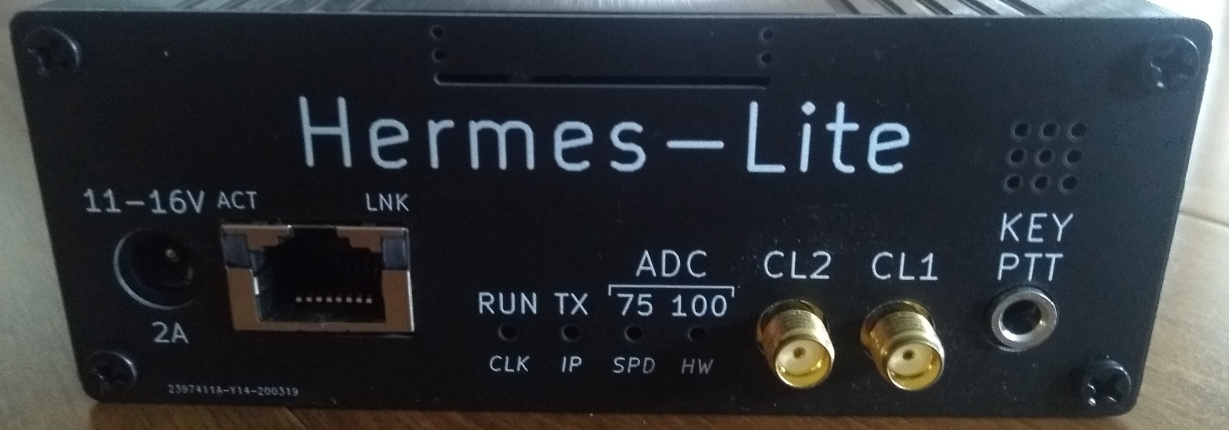 Hermes-Lite
11-16V ACT LNK
2A
KEY
PTT
ADC
CL2 CL1
RUN TX 75 100
CLK IP SPD HW
2397411A-Y14-200319